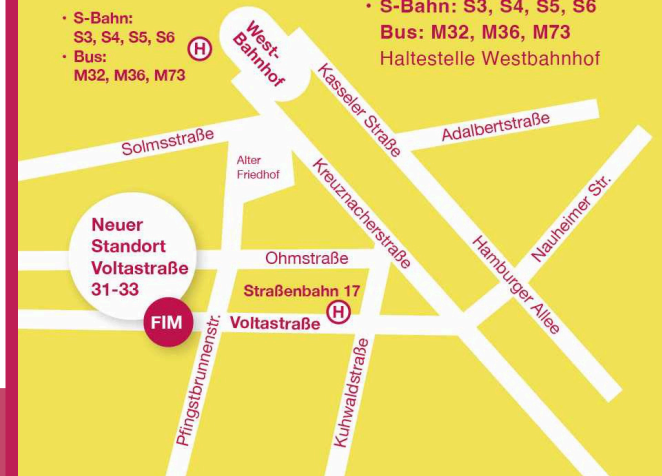 · S-Bahn:
S3, S4, S5, S6
· Bus:
M32, M36, M73
H
West-
Bahnhof
· S-Bahn: S3, S4, S5, S6
Bus: M32, M36, M73
Haltestelle Westbahnhof
Kasseler Straße
Adalbertstraße
Solmsstraße
Alter
Friedhof
Kreuznacherstraße
Nauheimer Str.
Hamburger Allee
Neuer
Standort
Voltastraße
31-33
Ohmstraße
Straßenbahn 17
H
FIM
Voltastraße
Pfingstbrunnenstr.
Kuhwaldstraße